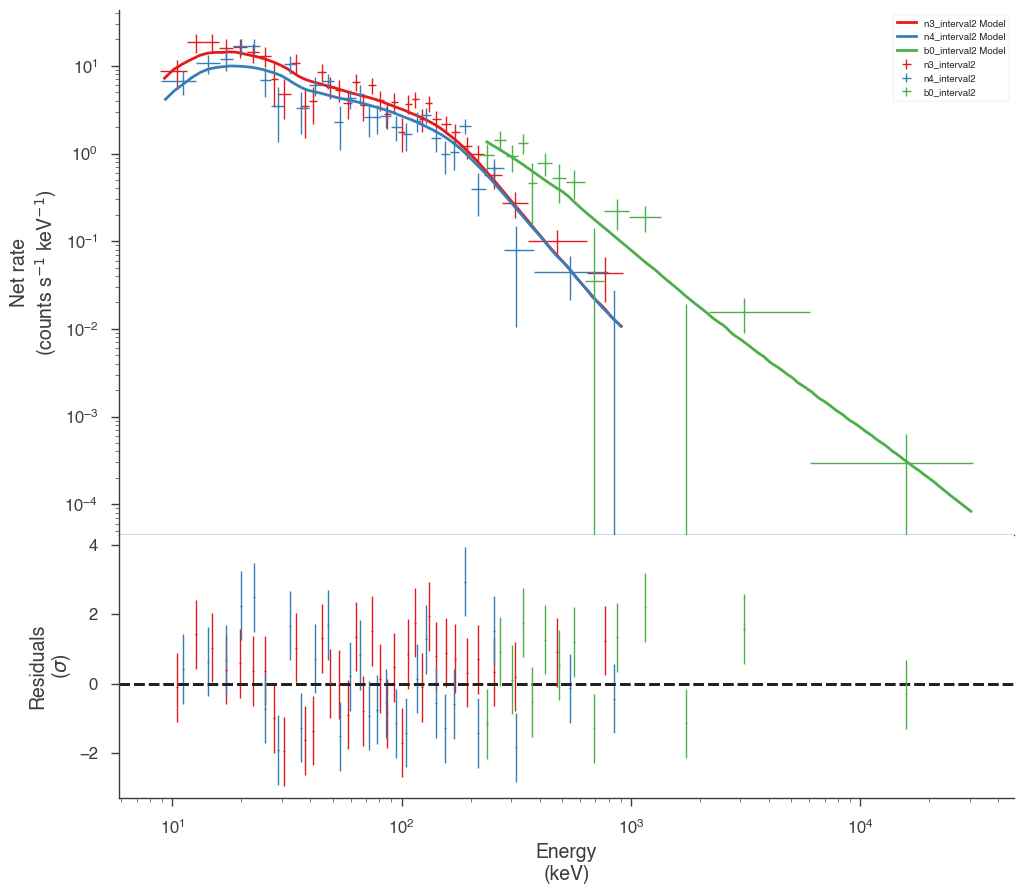 n3_interval2 Model
n4_interval2 Model
b0_interval2 Model
n3_interval2
n4_interval2
b0_interval2
Net rate
(counts s⁻¹ keV⁻¹)
10¹
10⁰
10⁻¹
10⁻²
10⁻³
10⁻⁴
Residuals
(σ)
4
2
0
−2
10¹ 10² 10³ 10⁴
Energy
(keV)